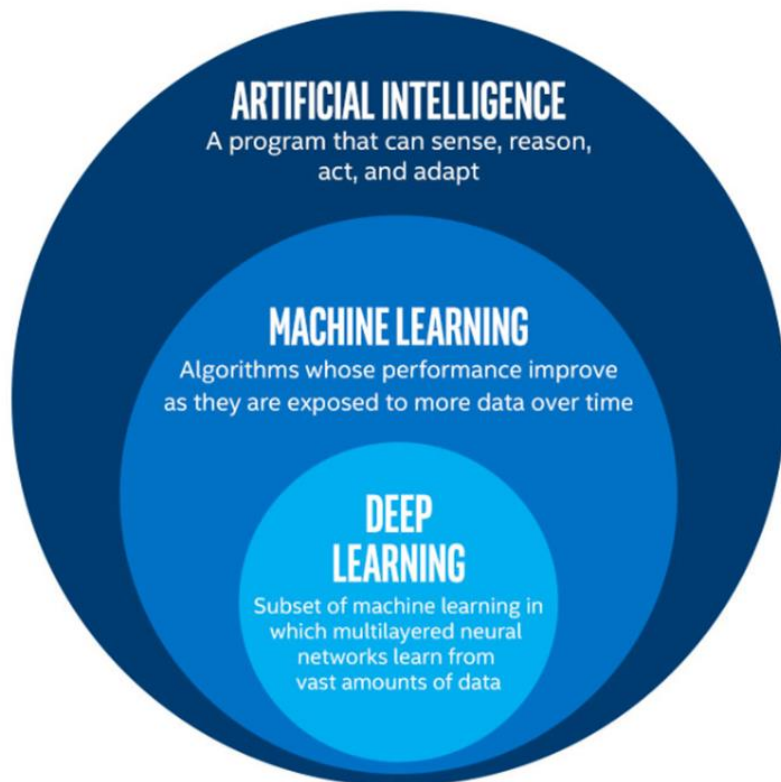 ARTIFICIAL INTELLIGENCE
A program that can sense, reason,
act, and adapt
MACHINE LEARNING
Algorithms whose performance improve
as they are exposed to more data over time
DEEP
LEARNING
Subset of machine learning in
which multilayered neural
networks learn from
vast amounts of data